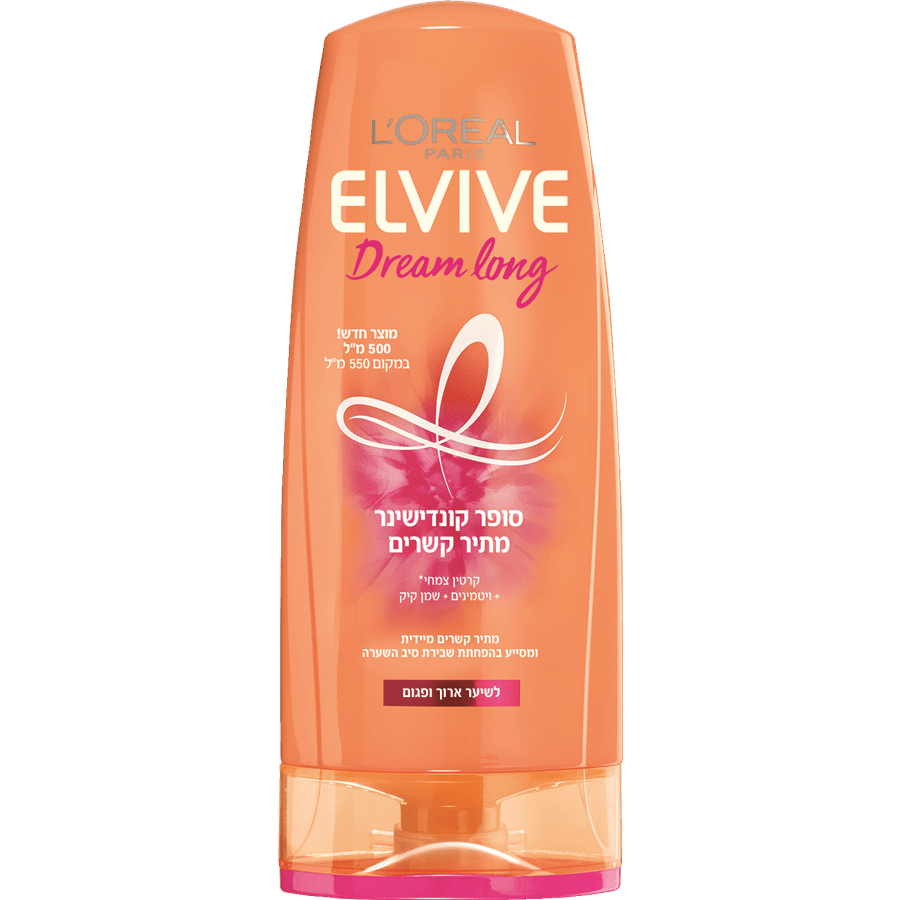 L'ORÉAL
PARIS
ELVIVE
Dream long
מוצר חדש!
500 מ"ל
במקום 550 מ"ל
סופר קונדישינר
מתיר קשרים
קרטין צמחי*
+ ויטמינים + שמן קיק
מתיר קשרים מיידית
ומסייע בהפחתת שבירת סיב השערה
לשיער ארוך ופגום